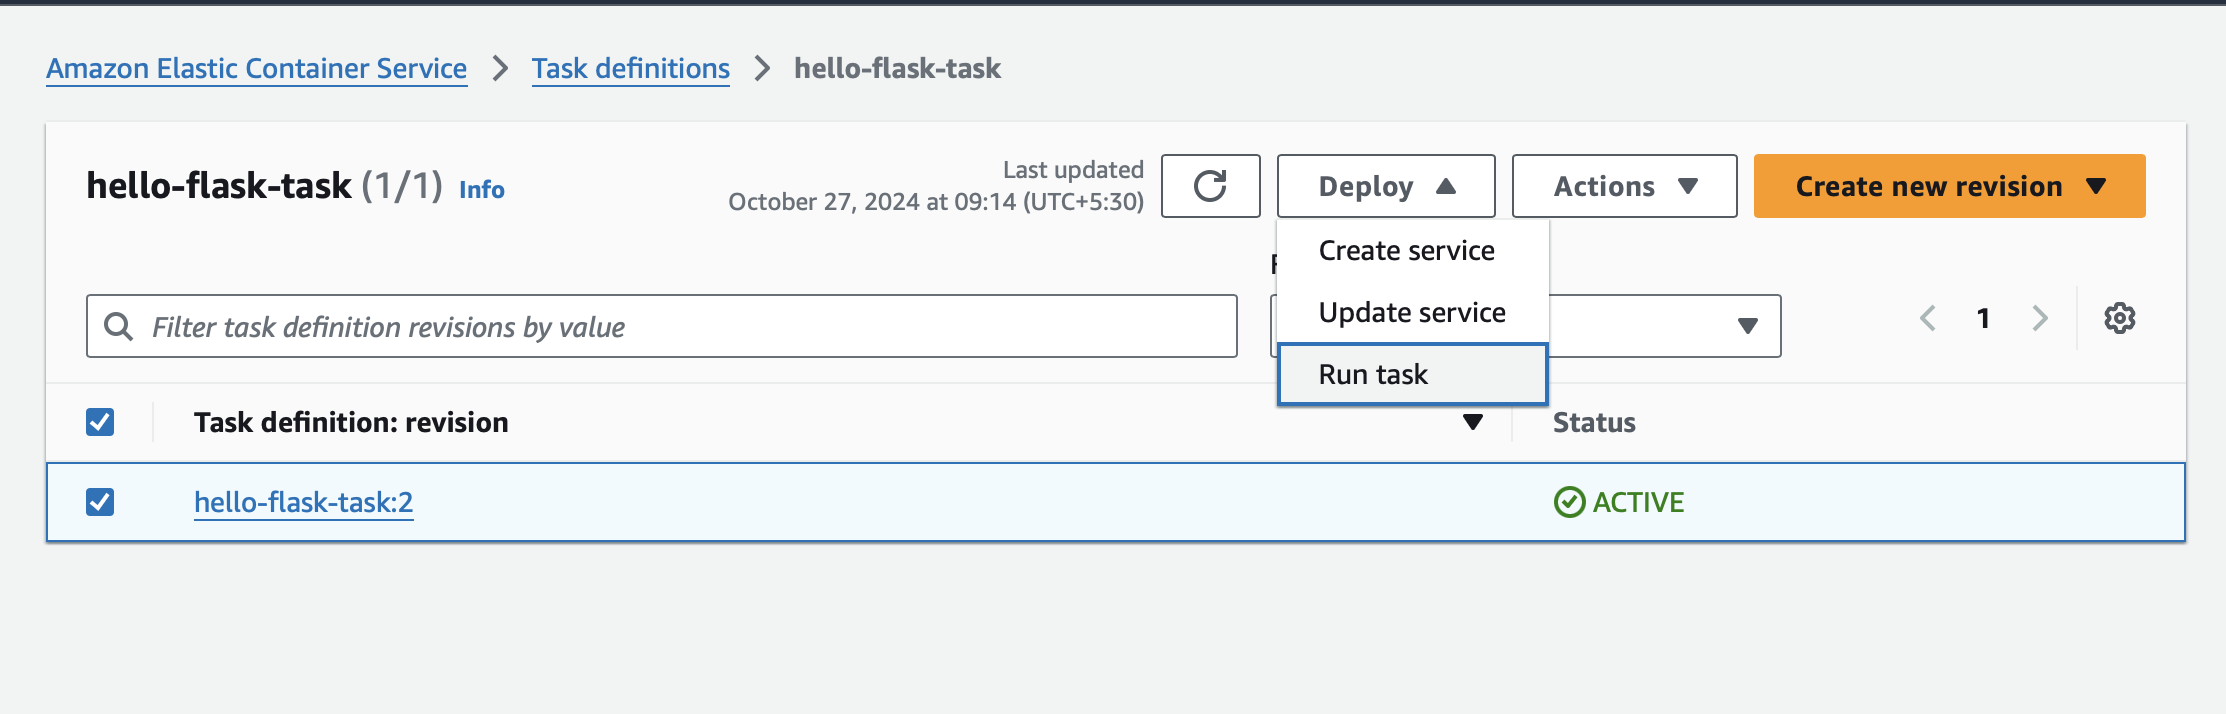 Amazon Elastic Container Service > Task definitions > hello-flask-task
hello-flask-task (1/1) Info
Last updated
October 27, 2024 at 09:14 (UTC+5:30)
Deploy
Actions
Create new revision
Create service
Update service
Run task
Filter task definition revisions by value
1
Task definition: revision
Status
hello-flask-task:2
ACTIVE